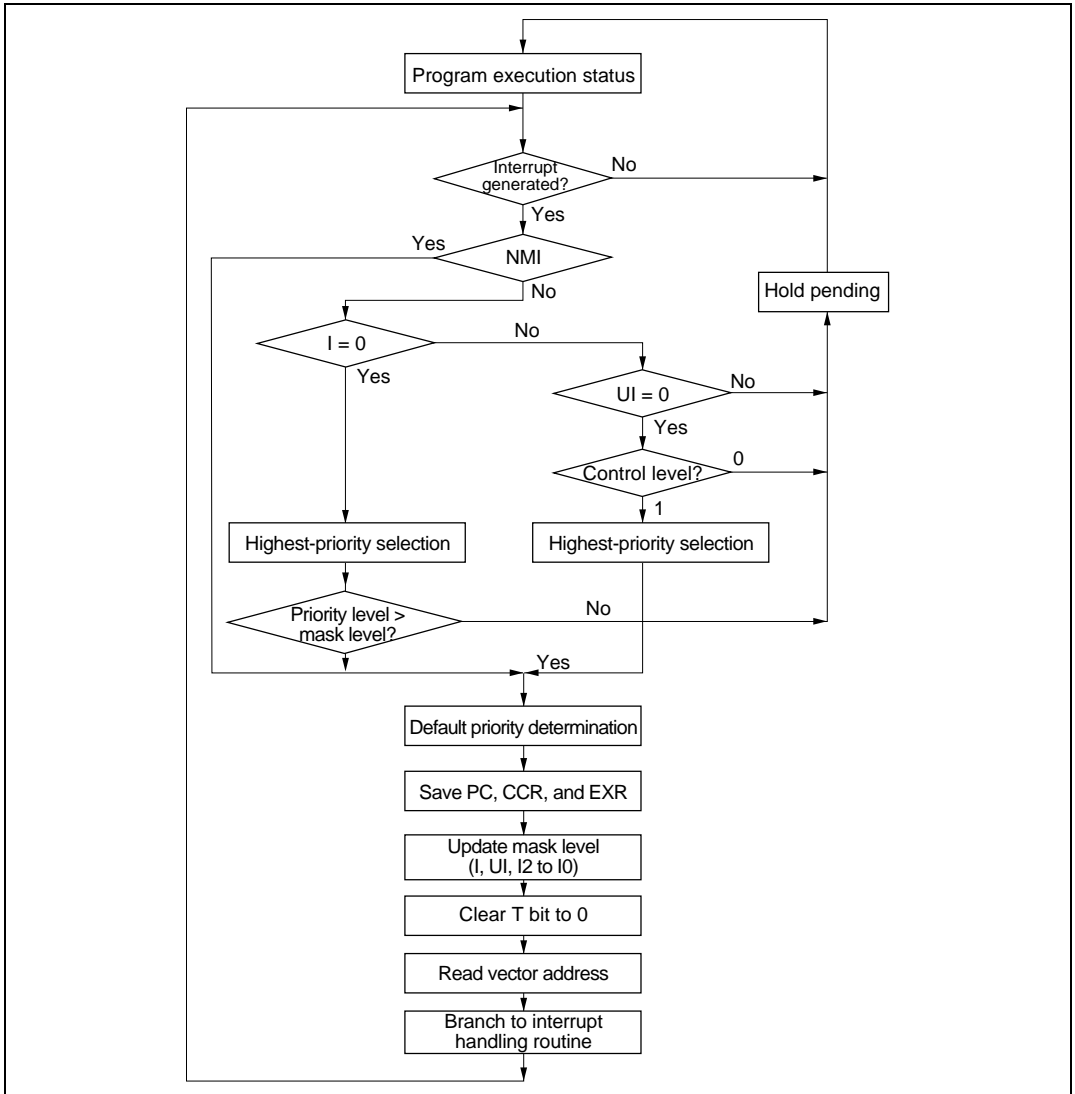 Program execution status
Interrupt
generated?
No
Yes
Yes
NMI
No
Hold pending
I = 0
No
Yes
UI = 0
No
Yes
Control level?
0
1
Highest-priority selection
Highest-priority selection
Priority level >
mask level?
No
Yes
Default priority determination
Save PC, CCR, and EXR
Update mask level
(I, UI, I2 to I0)
Clear T bit to 0
Read vector address
Branch to interrupt
handling routine